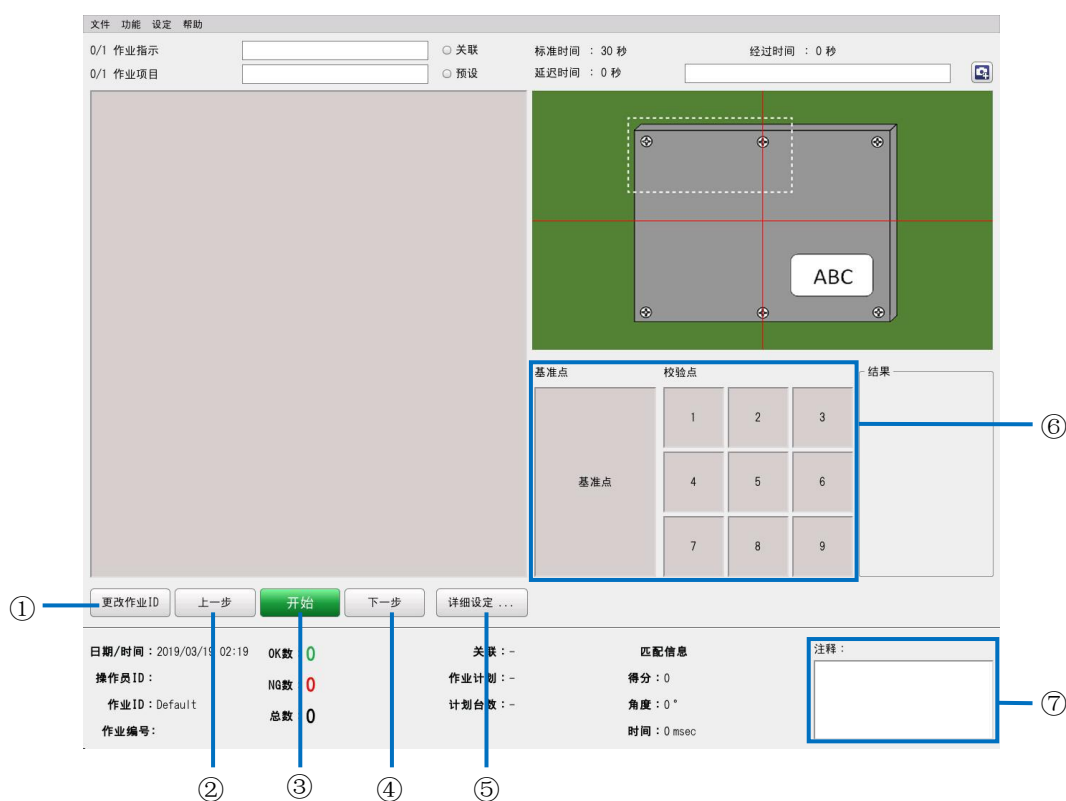 文件 功能 设定 帮助
0/1 作业指示
关联
标准时间 : 30 秒
经过时间 : 0 秒
0/1 作业项目
预设
延迟时间 : 0 秒
ABC
基准点
校验点
结果
基准点
1 2 3
4 5 6
7 8 9
⑥
① 更改作业ID 上一步 开始 下一步 详细设定 ...
日期/时间：2019/03/19 02:19
操作员ID：
作业ID：Default
作业编号：
OK数 0
NG数 0
总数 0
关联：-
作业计划：-
计划台数：-
匹配信息
得分：0
角度：0°
时间：0 msec
注释：
⑦
② ③ ④ ⑤